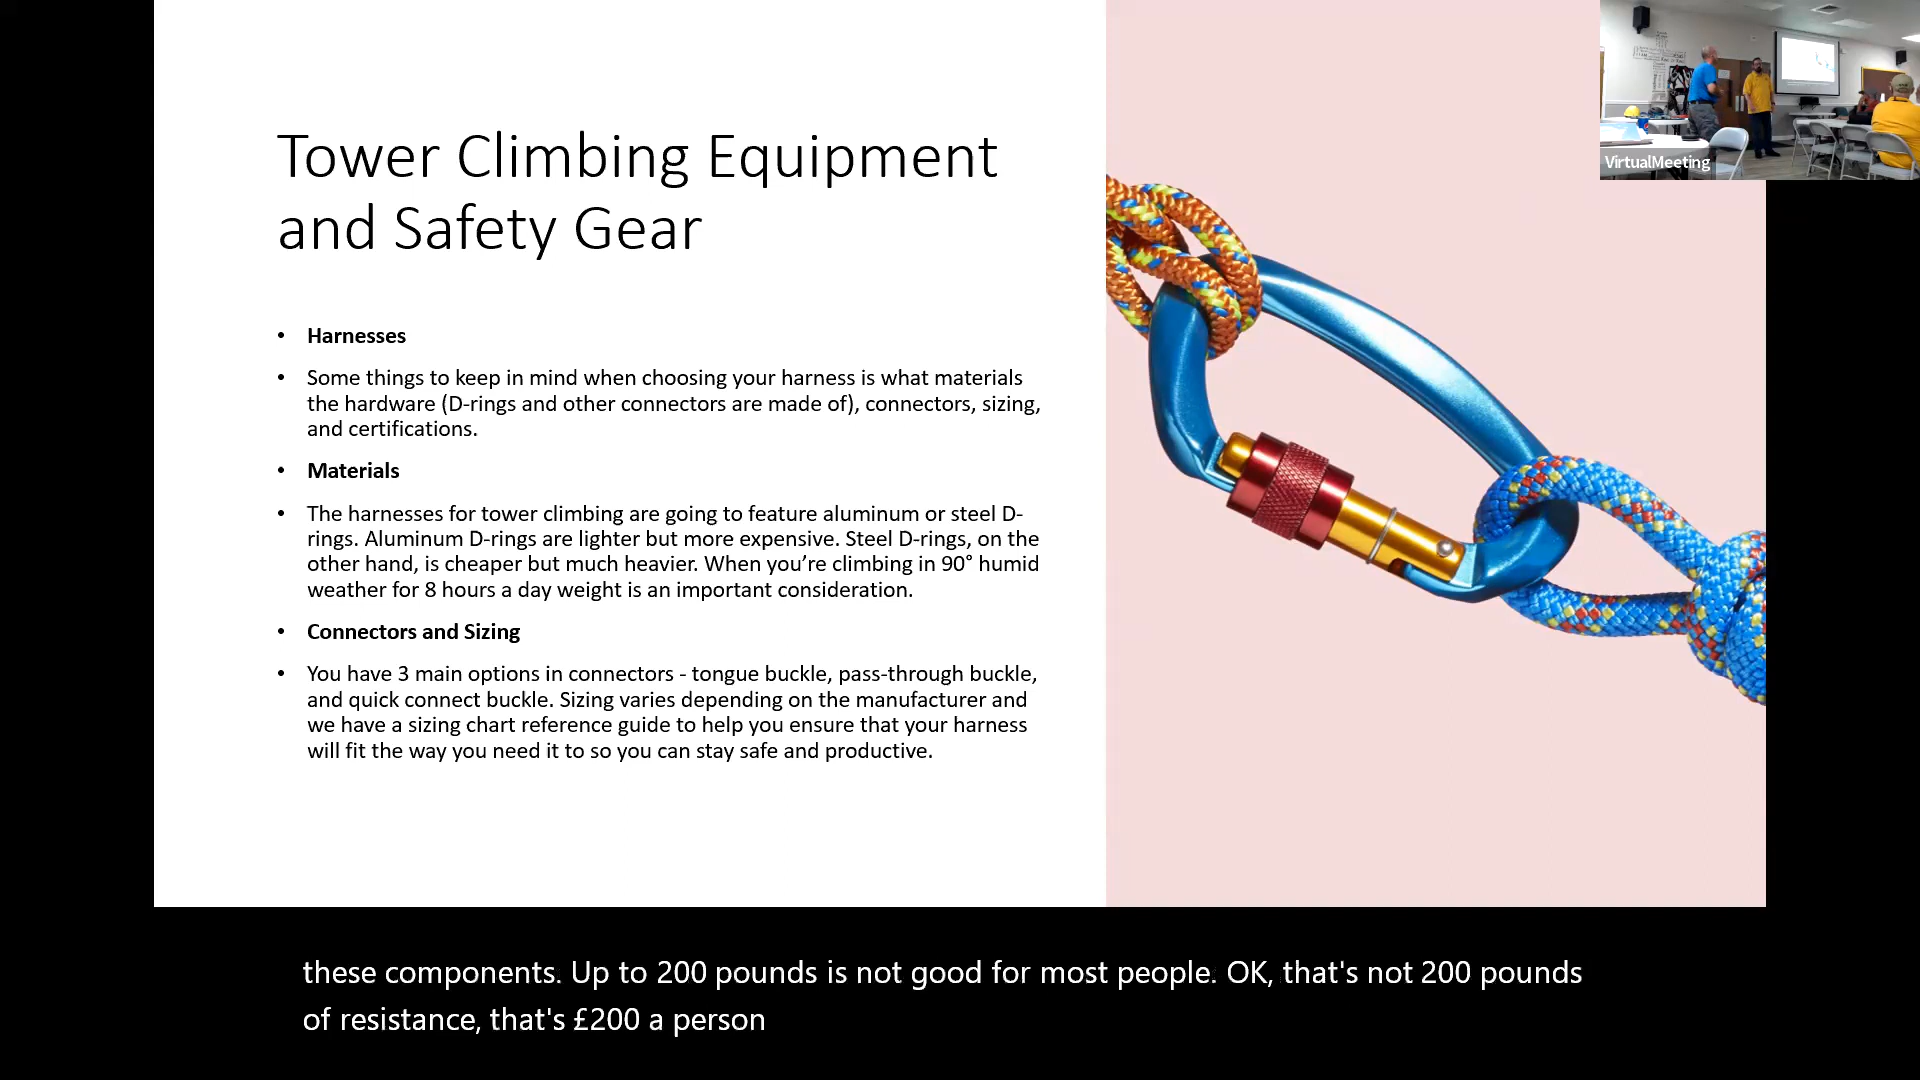 Tower Climbing Equipment
and Safety Gear
• Harnesses
• Some things to keep in mind when choosing your harness is what materials
the hardware (D-rings and other connectors are made of), connectors, sizing,
and certifications.
• Materials
• The harnesses for tower climbing are going to feature aluminum or steel D-
rings. Aluminum D-rings are lighter but more expensive. Steel D-rings, on the
other hand, is cheaper but much heavier. When you’re climbing in 90° humid
weather for 8 hours a day weight is an important consideration.
• Connectors and Sizing
• You have 3 main options in connectors - tongue buckle, pass-through buckle,
and quick connect buckle. Sizing varies depending on the manufacturer and
we have a sizing chart reference guide to help you ensure that your harness
will fit the way you need it to so you can stay safe and productive.
VirtualMeeting
these components. Up to 200 pounds is not good for most people. OK, that's not 200 pounds
of resistance, that's £200 a person